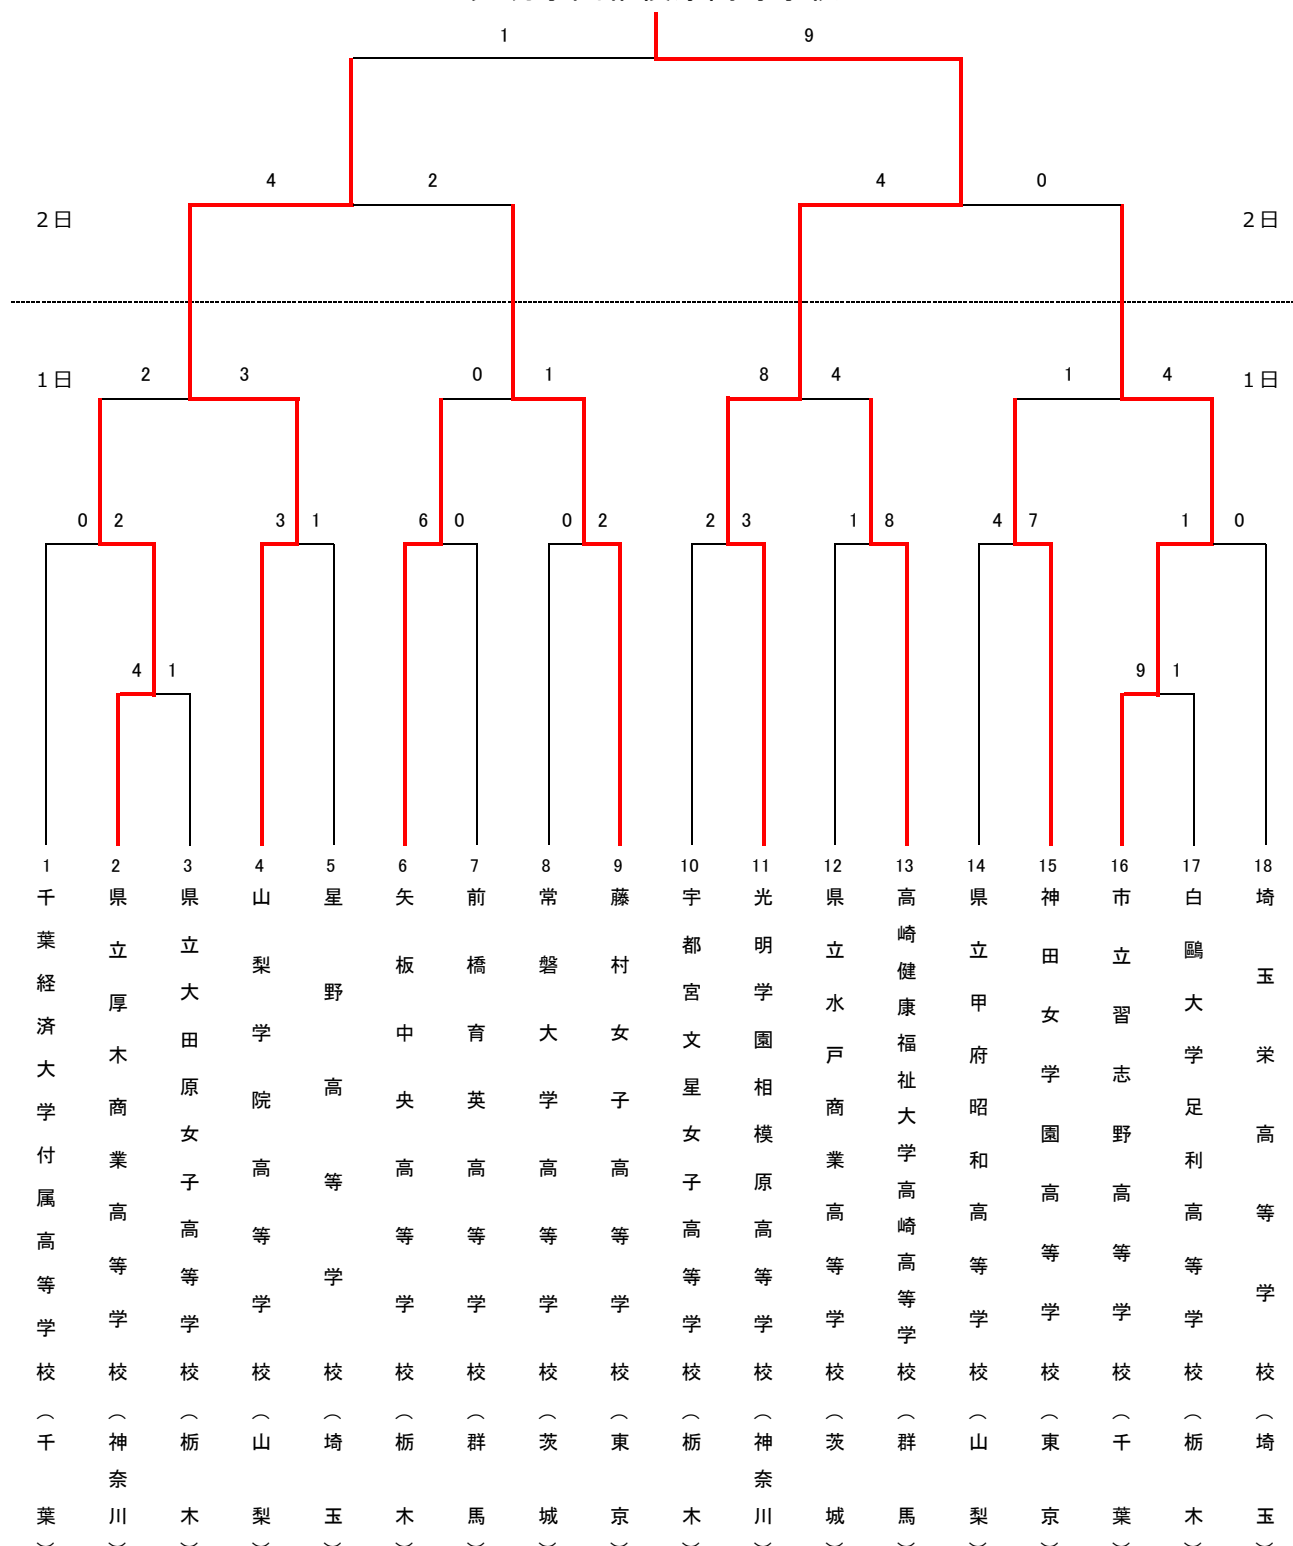 1 9
4 2 4 0
2日 2日
1日 2 3 0 1 8 4 1 4 1日
0 2 3 1 6 0 0 2 2 3 1 8 4 7 1 0
4 1 9 1
1 千葉経済大学付属高等学校（千葉）
2 県立厚木商業高等学校（神奈川）
3 県立大田原女子高等学校（栃木）
4 山梨学院高等学校（山梨）
5 星野高等学校（埼玉）
6 矢板中央高等学校（栃木）
7 前橋育英高等学校（群馬）
8 常磐大学高等学校（茨城）
9 藤村女子高等学校（東京）
10 宇都宮文星女子高等学校（栃木）
11 光明学園相模原高等学校（神奈川）
12 県立水戸商業高等学校（茨城）
13 高崎健康福祉大学高崎高等学校（群馬）
14 県立甲府昭和高等学校（山梨）
15 神田女学園高等学校（東京）
16 市立習志野高等学校（千葉）
17 白鷗大学足利高等学校（栃木）
18 埼玉栄高等学校（埼玉）